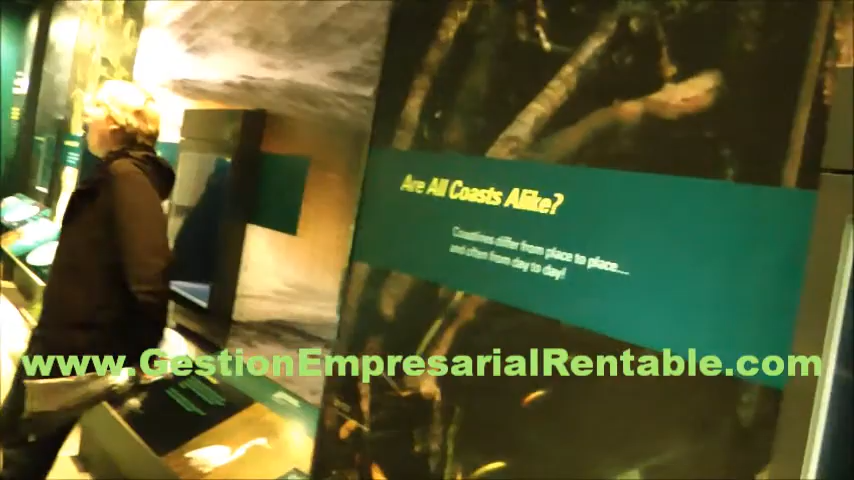 Are All Coasts Alike?
Coastlines differ from place to place...
and often from day to day!
www.GestionEmpresarialRentable.com